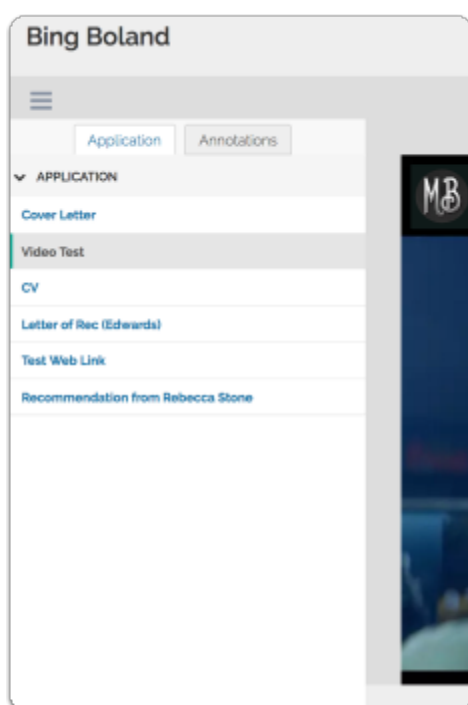 Bing Boland
Application Annotations
APPLICATION
Cover Letter
Video Test
CV
Letter of Rec (Edwards)
Test Web Link
Recommendation from Rebecca Stone
MB